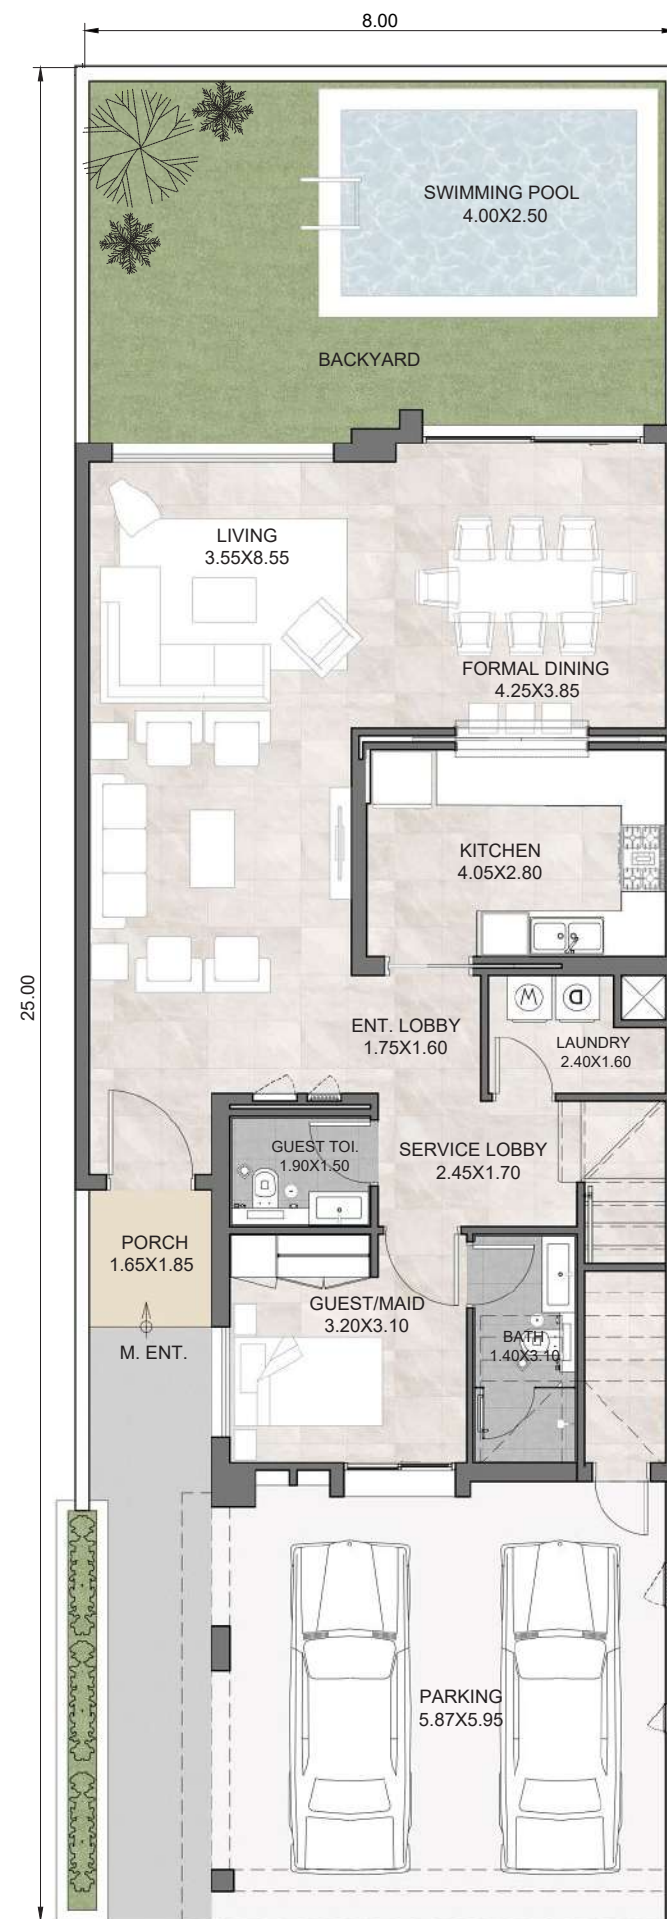 8.00
25.00
SWIMMING POOL
4.00X2.50
BACKYARD
LIVING
3.55X8.55
FORMAL DINING
4.25X3.85
KITCHEN
4.05X2.80
ENT. LOBBY
1.75X1.60
W
D
LAUNDRY
2.40X1.60
GUEST TOI.
1.90X1.50
SERVICE LOBBY
2.45X1.70
PORCH
1.65X1.85
M. ENT.
GUEST/MAID
3.20X3.10
BATH
1.40X3.10
PARKING
5.87X5.95